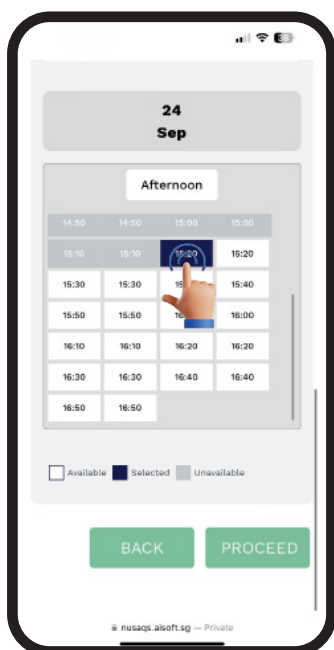 24
Sep
Afternoon
14:50 14:50 15:00 15:00
15:10 15:10 15:20 15:20
15:30 15:30 15:40
15:50 15:50 16:00
16:10 16:10 16:20 16:20
16:30 16:30 16:40 16:40
16:50 16:50
Available Selected Unavailable
BACK PROCEED
nusaqs.alsoft.sg — Private